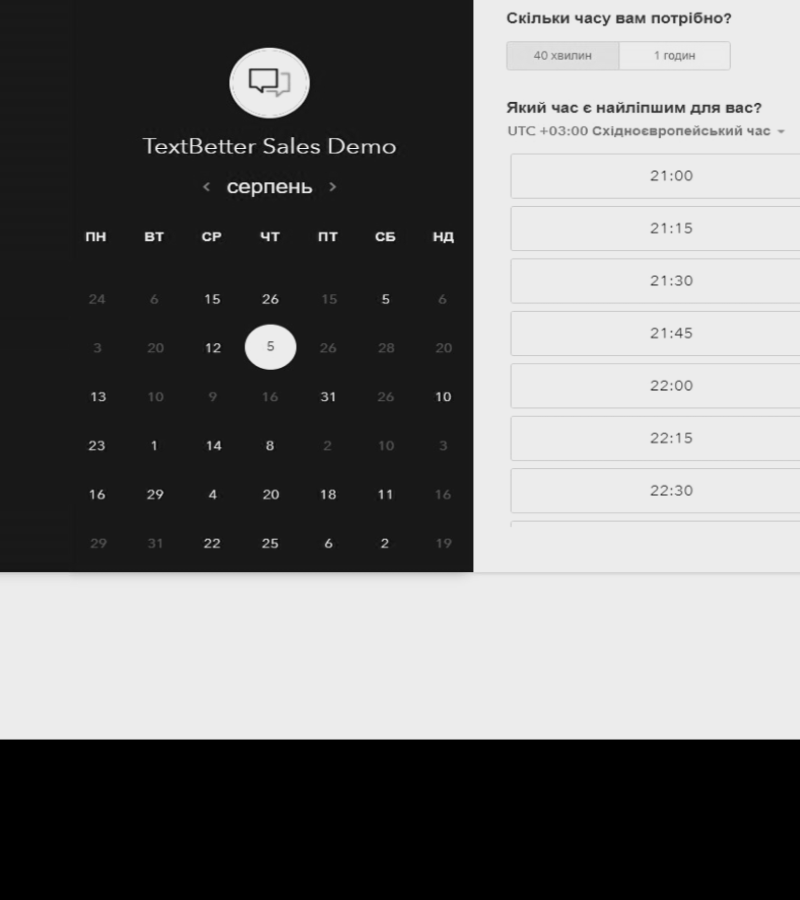 TextBetter Sales Demo
серпень
ПН ВТ СР ЧТ ПТ СБ НД
24 6 15 26 15 5 6
3 20 12 5 26 28 20
13 10 9 16 31 26 10
23 1 14 8 2 10 3
16 29 4 20 18 11 16
29 31 22 25 6 2 19
Скільки часу вам потрібно?
40 хвилин 1 годин
Який час є найліпшим для вас?
UTC +03:00 Східноєвропейський час
21:00
21:15
21:30
21:45
22:00
22:15
22:30